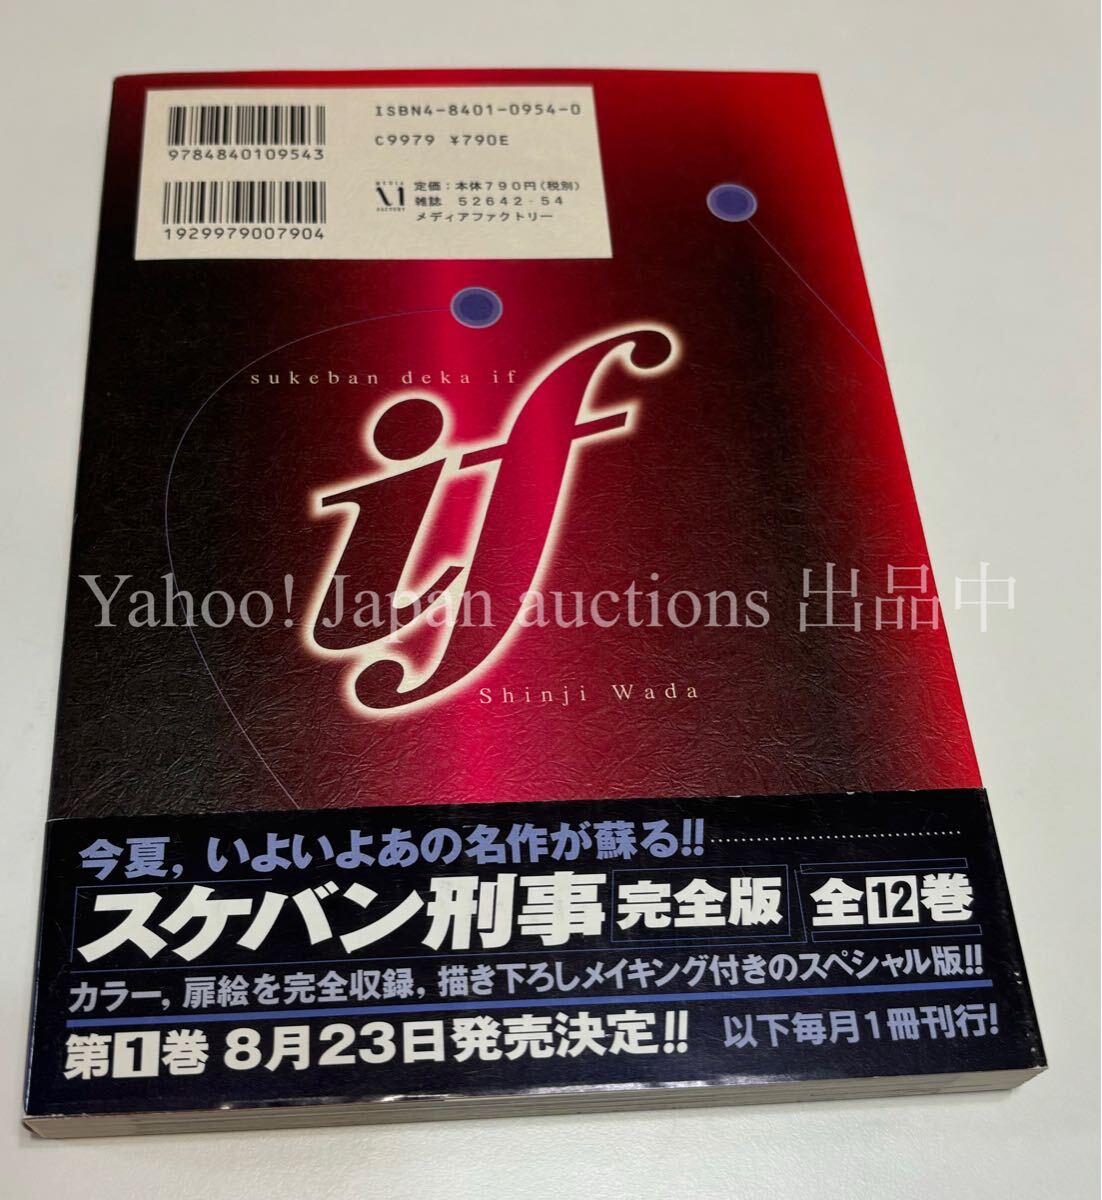 ISBN4-8401-0954-0
C9979 ¥790E
9784840109543
定価：本体790円（税別）
雑誌 52642-54
メディアファクトリー
MEDIA
FACTORY
1929979007904
sukeban deka if
if
Yahoo! Japan auctions 出品中
Shinji Wada
今夏，いよいよあの名作が蘇る!!
スケバン刑事 完全版 全12巻
カラー，扉絵を完全収録，描き下ろしメイキング付きのスペシャル版!!
第1巻 8月23日発売決定!! 以下毎月1冊刊行!